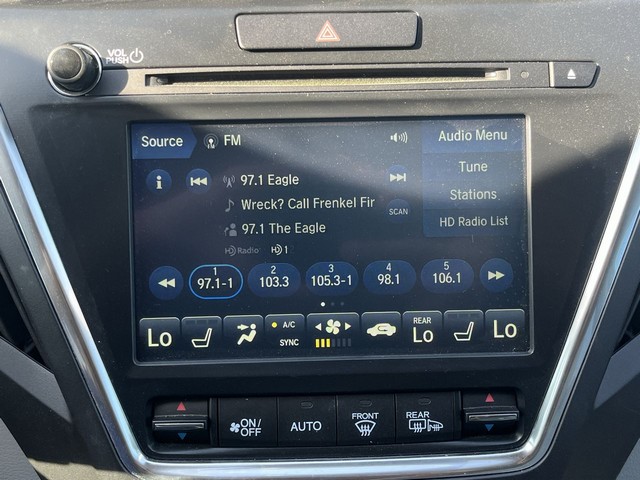 VOL
PUSH
Source
FM
Audio Menu
97.1 Eagle
Tune
Wreck? Call Frenkel Fir
SCAN
Stations
97.1 The Eagle
HD Radio List
HD Radio
HD 1
1
97.1-1
2
103.3
3
105.3-1
4
98.1
5
106.1
Lo
A/C
SYNC
REAR
Lo
Lo
ON/
OFF
AUTO
FRONT
REAR